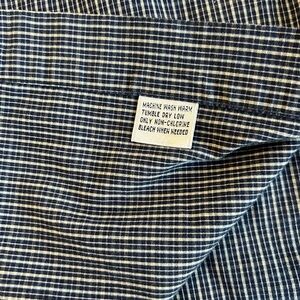 MACHINE WASH WARM
TUMBLE DRY LOW
ONLY NON-CHLORINE
BLEACH WHEN NEEDED